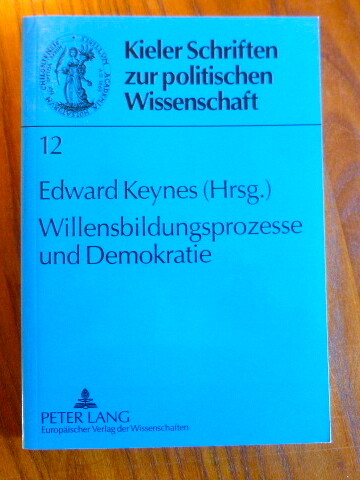 Kieler Schriften
zur politischen
Wissenschaft
12
Edward Keynes (Hrsg.)
Willensbildungsprozesse
und Demokratie
PETER LANG
Europäischer Verlag der Wissenschaften